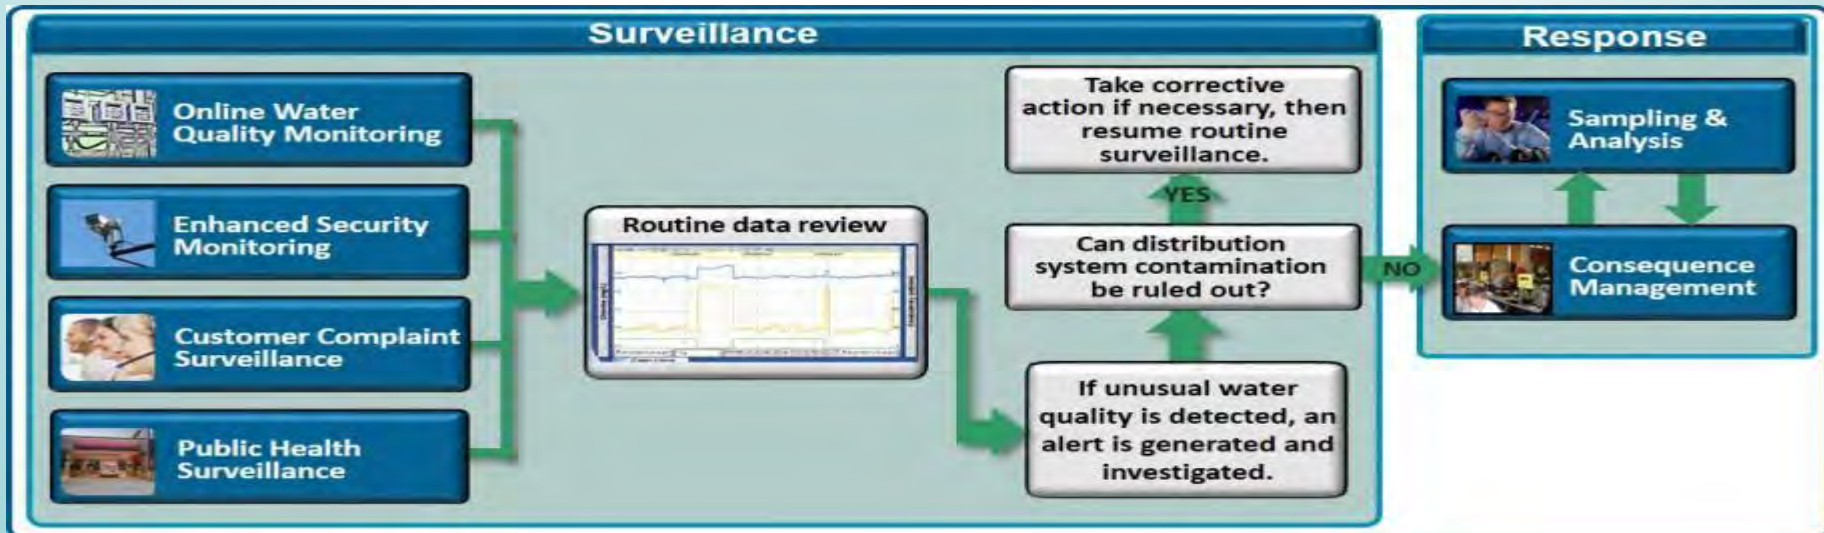 Surveillance
Online Water
Quality Monitoring
Enhanced Security
Monitoring
Customer Complaint
Surveillance
Public Health
Surveillance
Routine data review
Take corrective
action if necessary, then
resume routine
surveillance.
YES
Can distribution
system contamination
be ruled out?
If unusual water
quality is detected, an
alert is generated and
investigated.
NO
Response
Sampling &
Analysis
Consequence
Management